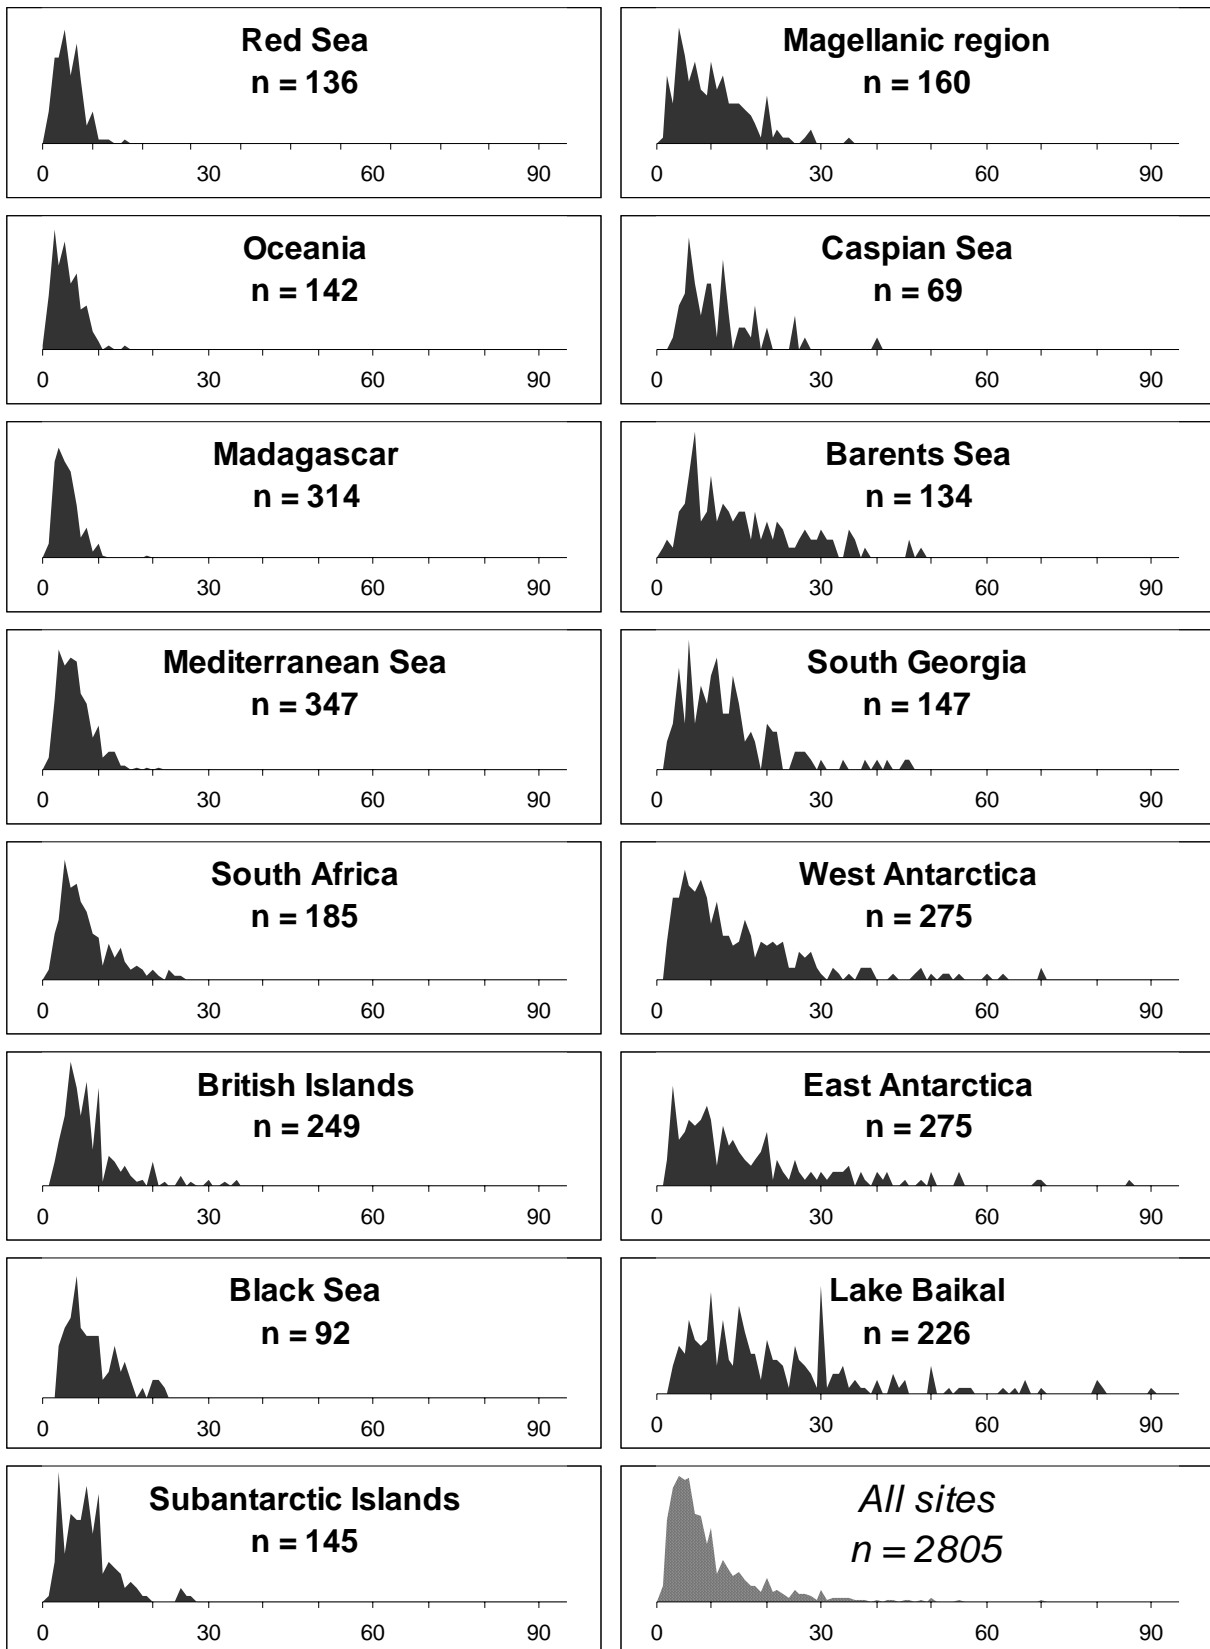 Red Sea
n = 136
0 30 60 90
Magellanic region
n = 160
0 30 60 90
Oceania
n = 142
0 30 60 90
Caspian Sea
n = 69
0 30 60 90
Madagascar
n = 314
0 30 60 90
Barents Sea
n = 134
0 30 60 90
Mediterranean Sea
n = 347
0 30 60 90
South Georgia
n = 147
0 30 60 90
South Africa
n = 185
0 30 60 90
West Antarctica
n = 275
0 30 60 90
British Islands
n = 249
0 30 60 90
East Antarctica
n = 275
0 30 60 90
Black Sea
n = 92
0 30 60 90
Lake Baikal
n = 226
0 30 60 90
Subantarctic Islands
n = 145
0 30 60 90
All sites
n = 2805
0 30 60 90